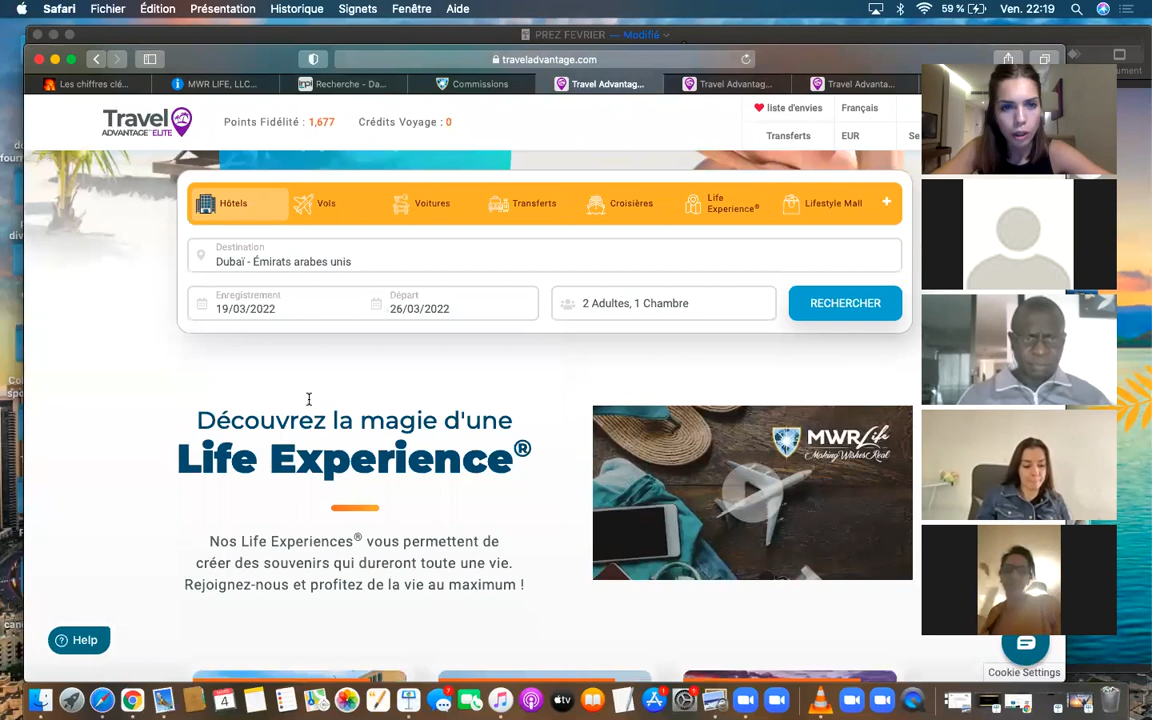 Safari Fichier Édition Présentation Historique Signets Fenêtre Aide 59 % Ven. 22:19
PREZ FEVRIER — Modifié
traveladvantage.com
Les chiffres clé... MWR LIFE, LLC... Recherche - Da... Commissions Travel Advantag... Travel Advantag... Travel Advanta...
Travel
ADVANTAGE™ ELITE
Points Fidélité : 1,677 Crédits Voyage : 0
liste d'envies Français
Transferts EUR Se
Hôtels Vols Voitures Transferts Croisières Life Experience® Lifestyle Mall +
Destination
Dubaï - Émirats arabes unis
Enregistrement Départ
19/03/2022 26/03/2022
2 Adultes, 1 Chambre
RECHERCHER
Découvrez la magie d'une
Life Experience®
Nos Life Experiences® vous permettent de
créer des souvenirs qui dureront toute une vie.
Rejoignez-nous et profitez de la vie au maximum !
MWR Life
Making Wishes Real
Help
Cookie Settings